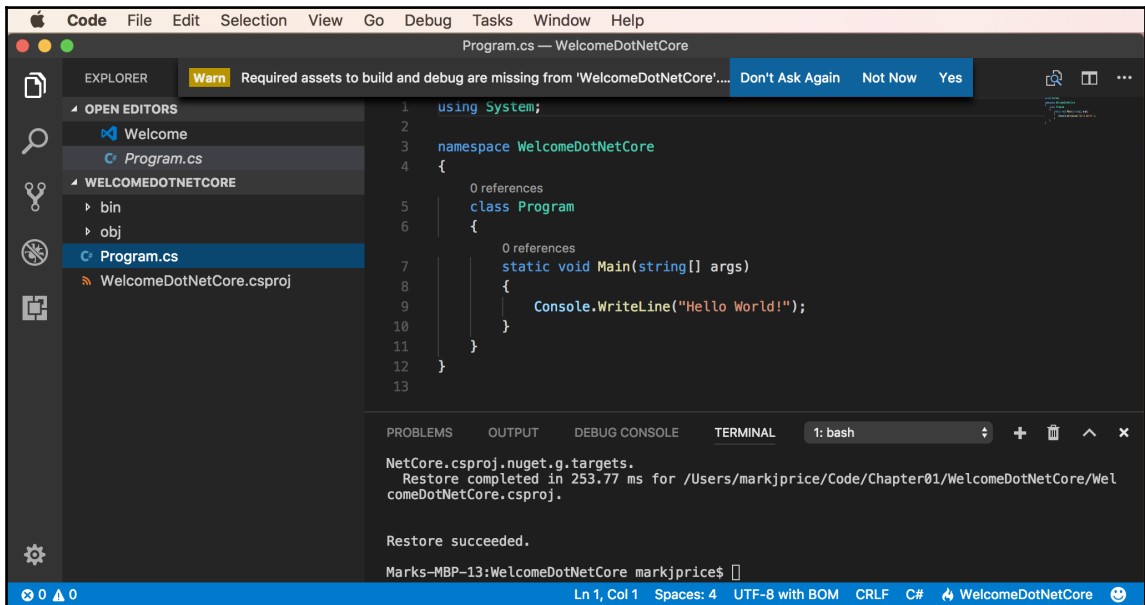 Code File Edit Selection View Go Debug Tasks Window Help
Program.cs — WelcomeDotNetCore
EXPLORER
Warn Required assets to build and debug are missing from 'WelcomeDotNetCore'.... Don't Ask Again Not Now Yes
OPEN EDITORS
Welcome
C# Program.cs
WELCOMEDOTNETCORE
bin
obj
C# Program.cs
WelcomeDotNetCore.csproj
1 using System;
2
3 namespace WelcomeDotNetCore
4 {
0 references
5 class Program
6 {
0 references
7 static void Main(string[] args)
8 {
9 Console.WriteLine("Hello World!");
10 }
11 }
12 }
13
PROBLEMS OUTPUT DEBUG CONSOLE TERMINAL 1: bash
NetCore.csproj.nuget.g.targets.
Restore completed in 253.77 ms for /Users/markjprice/Code/Chapter01/WelcomeDotNetCore/Wel
comeDotNetCore.csproj.
Restore succeeded.
Marks-MBP-13:WelcomeDotNetCore markjprice$
0 0 Ln 1, Col 1 Spaces: 4 UTF-8 with BOM CRLF C# WelcomeDotNetCore